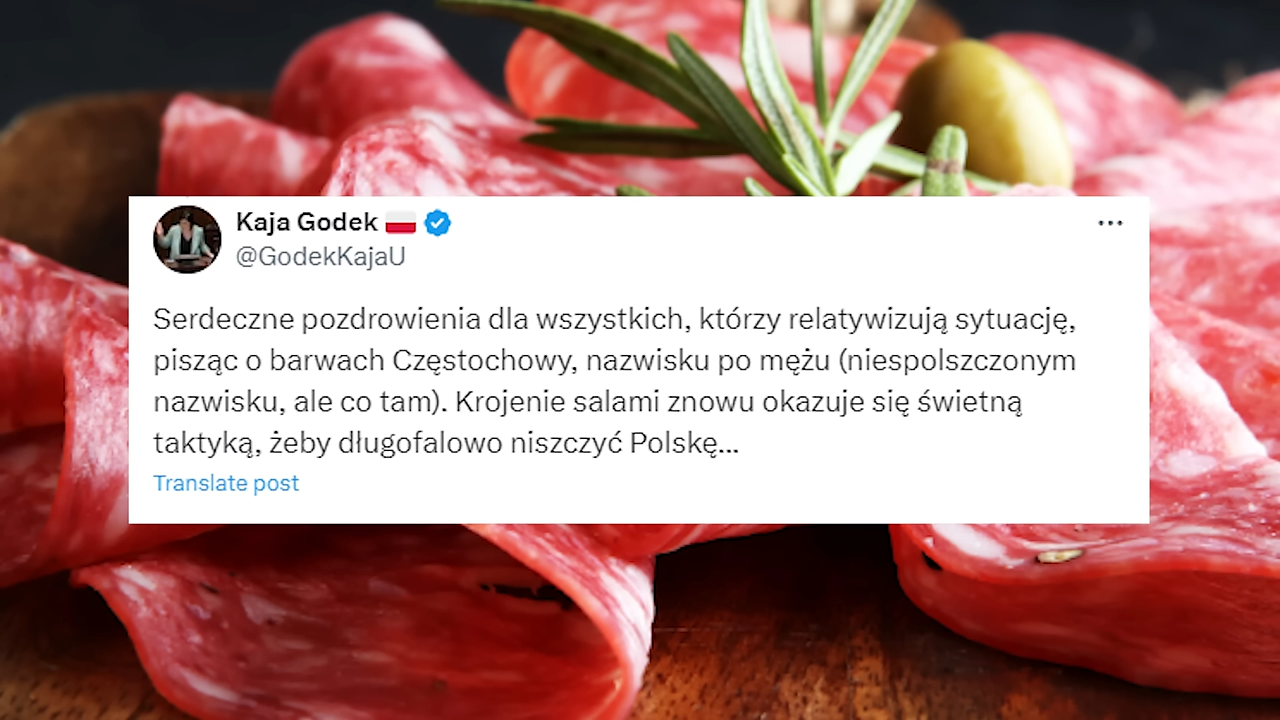 Kaja Godek 🇵🇱
@GodekKajaU
Serdeczne pozdrowienia dla wszystkich, którzy relatywizują sytuację,
pisząc o barwach Częstochowy, nazwisku po mężu (niespolszczonym
nazwisku, ale co tam). Krojenie salami znowu okazuje się świetną
taktyką, żeby długofalowo niszczyć Polskę...
Translate post